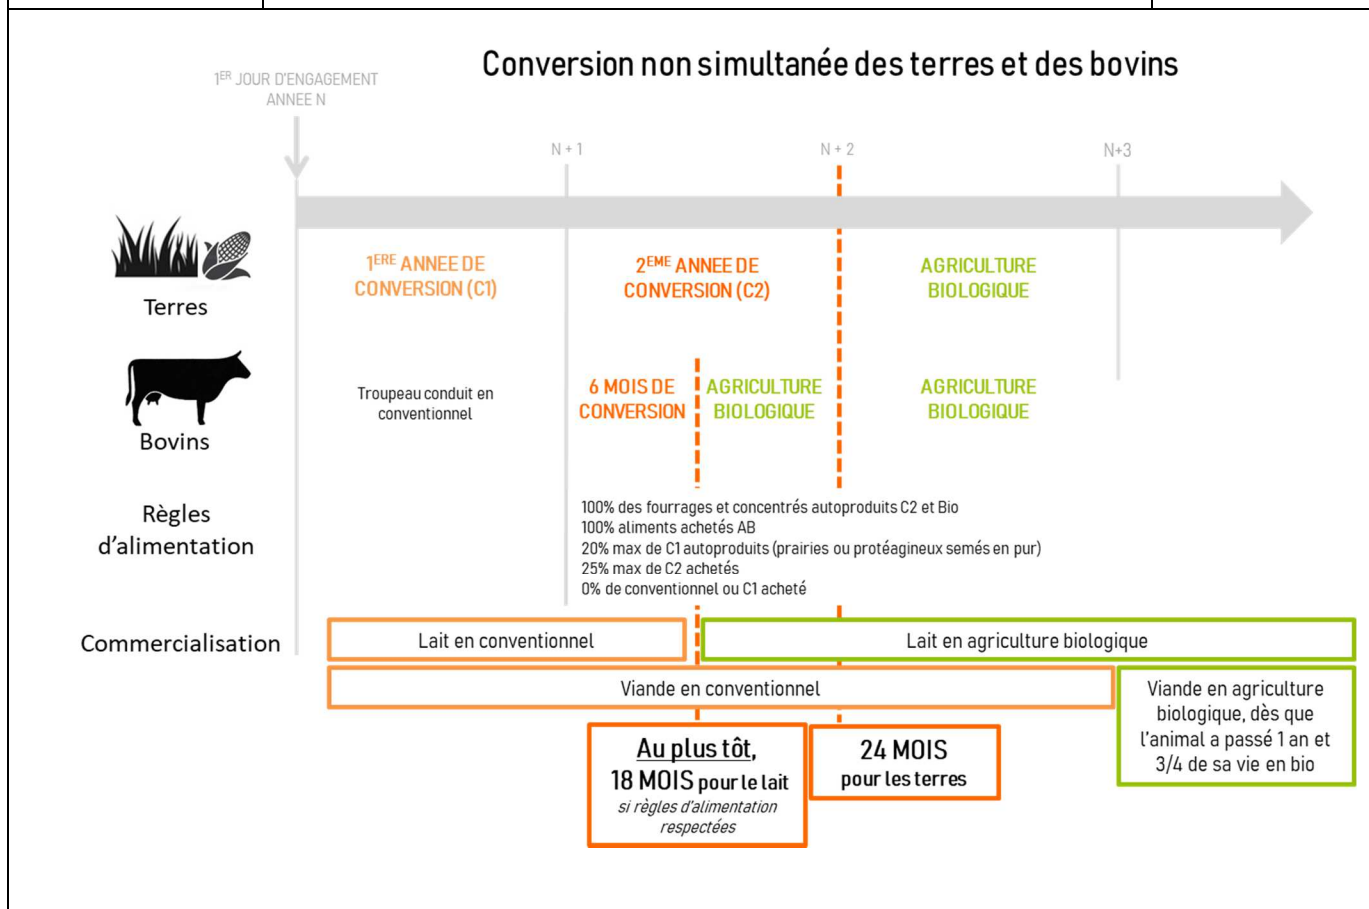 Conversion non simultanée des terres et des bovins
1ER JOUR D'ENGAGEMENT
ANNEE N
N + 1
N + 2
N+3
Terres
1ERE ANNEE DE
CONVERSION (C1)
2EME ANNEE DE
CONVERSION (C2)
AGRICULTURE
BIOLOGIQUE
Bovins
Troupeau conduit en
conventionnel
6 MOIS DE
CONVERSION
AGRICULTURE
BIOLOGIQUE
AGRICULTURE
BIOLOGIQUE
Règles
d'alimentation
100% des fourrages et concentrés autoproduits C2 et Bio
100% aliments achetés AB
20% max de C1 autoproduits (prairies ou protéagineux semés en pur)
25% max de C2 achetés
0% de conventionnel ou C1 acheté
Commercialisation
Lait en conventionnel
Lait en agriculture biologique
Viande en conventionnel
Viande en agriculture
biologique, dès que
l'animal a passé 1 an et
3/4 de sa vie en bio
Au plus tôt,
18 MOIS pour le lait
si règles d'alimentation
respectées
24 MOIS
pour les terres